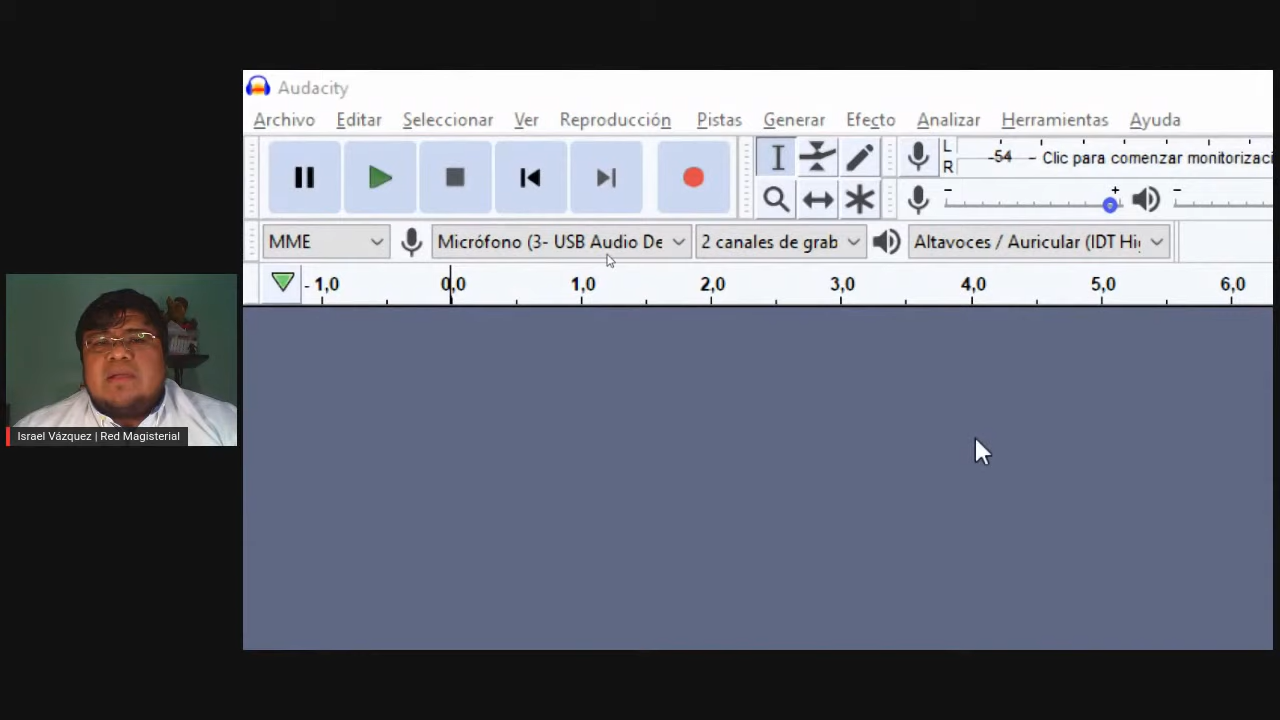 Audacity
Archivo Editar Seleccionar Ver Reproducción Pistas Generar Efecto Analizar Herramientas Ayuda
L
R
-54 - Clic para comenzar monitorizaci
- + -
MME Micrófono (3- USB Audio De 2 canales de grab Altavoces / Auricular (IDT Hi
-1,0 0,0 1,0 2,0 3,0 4,0 5,0 6,0
Israel Vázquez | Red Magisterial